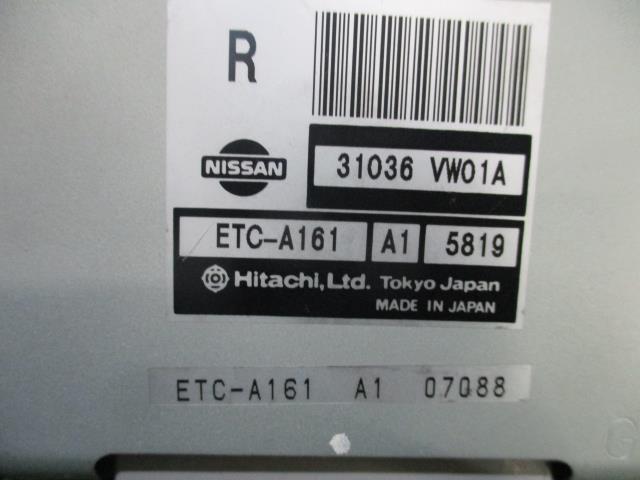 R
NISSAN
31036 VW01A
ETC-A161 A1 5819
Hitachi, Ltd. Tokyo Japan
MADE IN JAPAN
ETC-A161 A1 07088
G